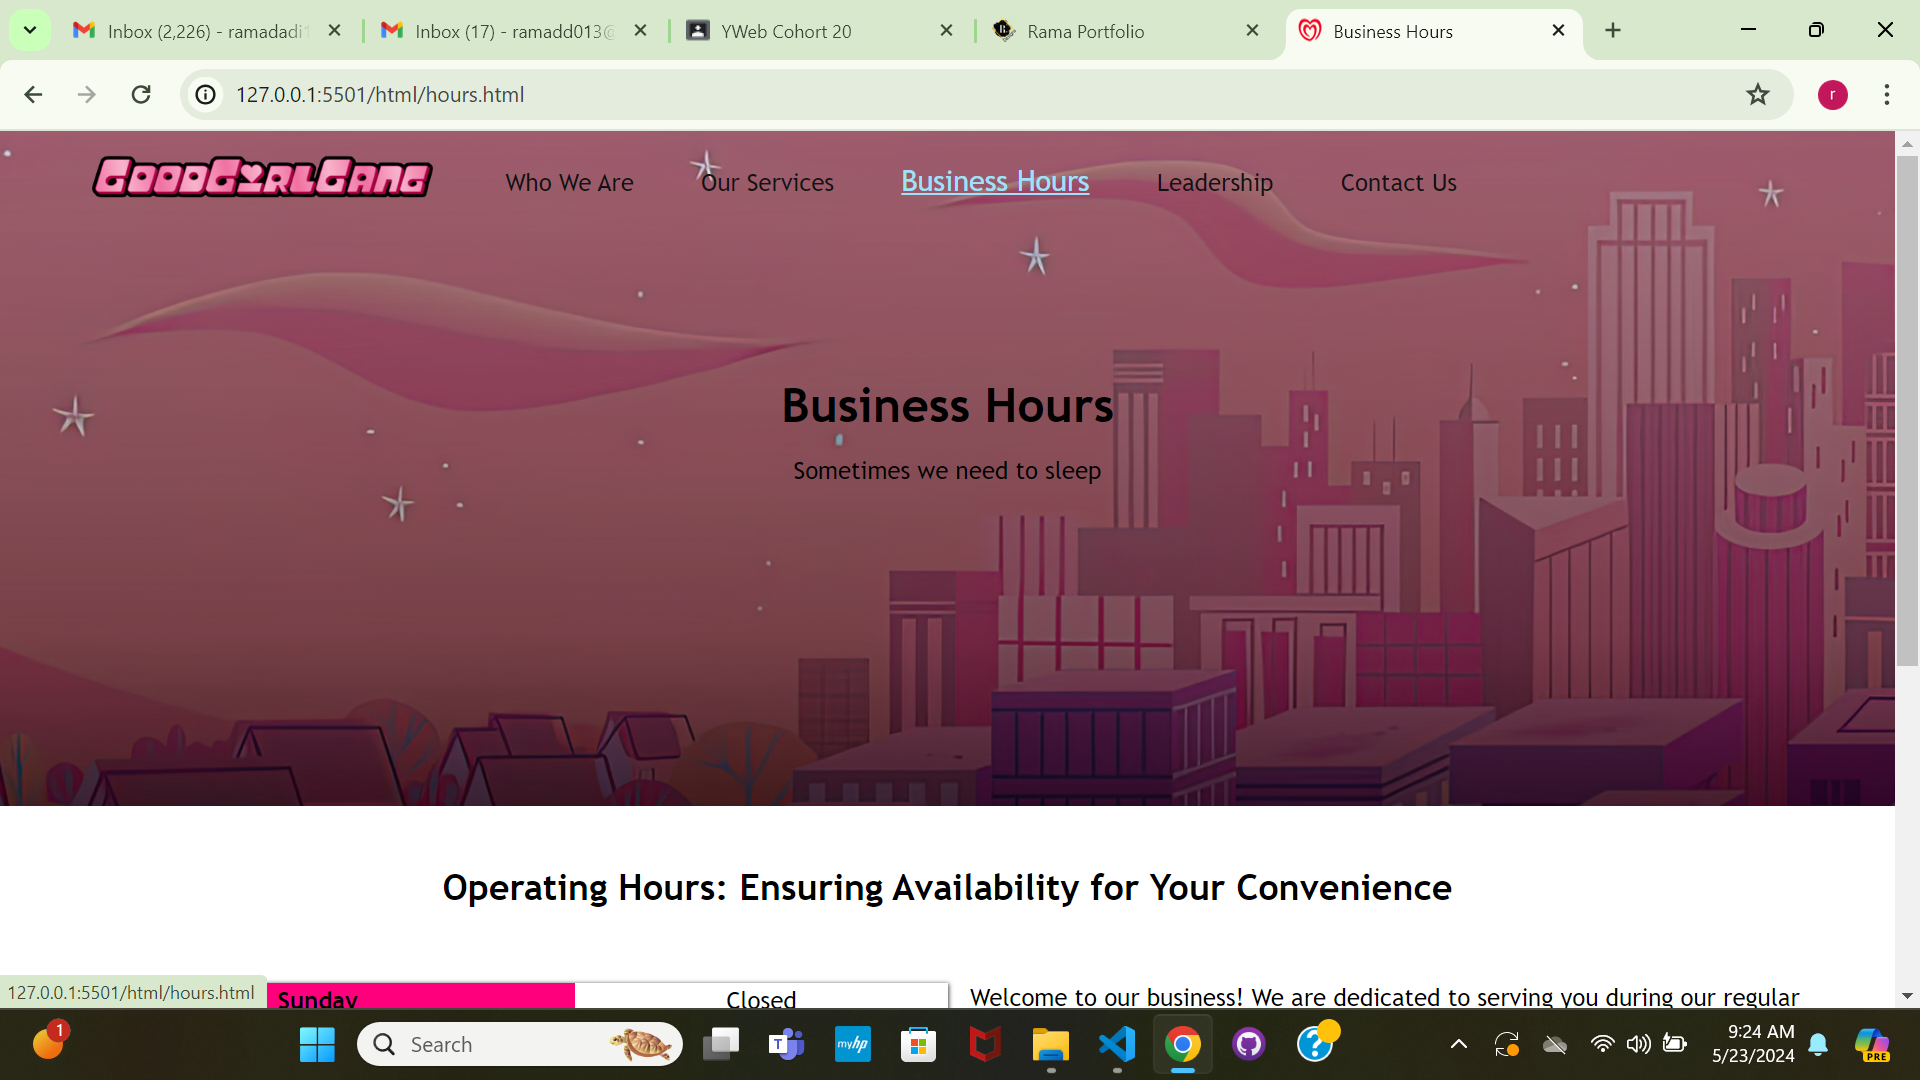 Inbox (2,226) - ramadadi
Inbox (17) - ramadd013@
YWeb Cohort 20
Rama Portfolio
Business Hours
127.0.0.1:5501/html/hours.html
r
GoodGirlGang
Who We Are
Our Services
Business Hours
Leadership
Contact Us
Business Hours
Sometimes we need to sleep
Operating Hours: Ensuring Availability for Your Convenience
Sunday
Closed
Welcome to our business! We are dedicated to serving you during our regular
127.0.0.1:5501/html/hours.html
1
Search
T
myhp
PRE
9:24 AM
5/23/2024